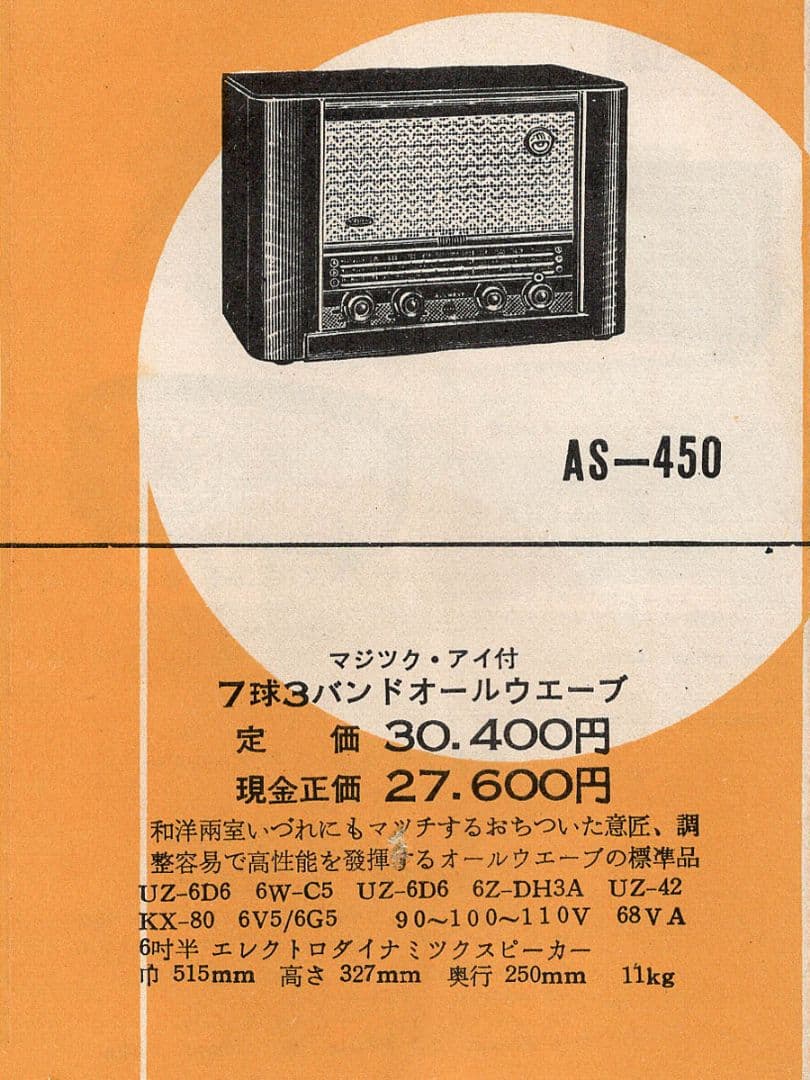 AS—450
マジツク・アイ付
7球3バンドオールウエーブ
定 価 30.400円
現金正価 27.600円
和洋兩室いづれにもマツチするおちついた意匠、調
整容易で高性能を發揮するオールウエーブの標準品
UZ-6D6 6W-C5 UZ-6D6 6Z-DH3A UZ-42
KX-80 6V5/6G5 90~100~110V 68VA
6吋半 エレクトロダイナミツクスピーカー
巾 515mm 高さ 327mm 奥行 250mm 11kg